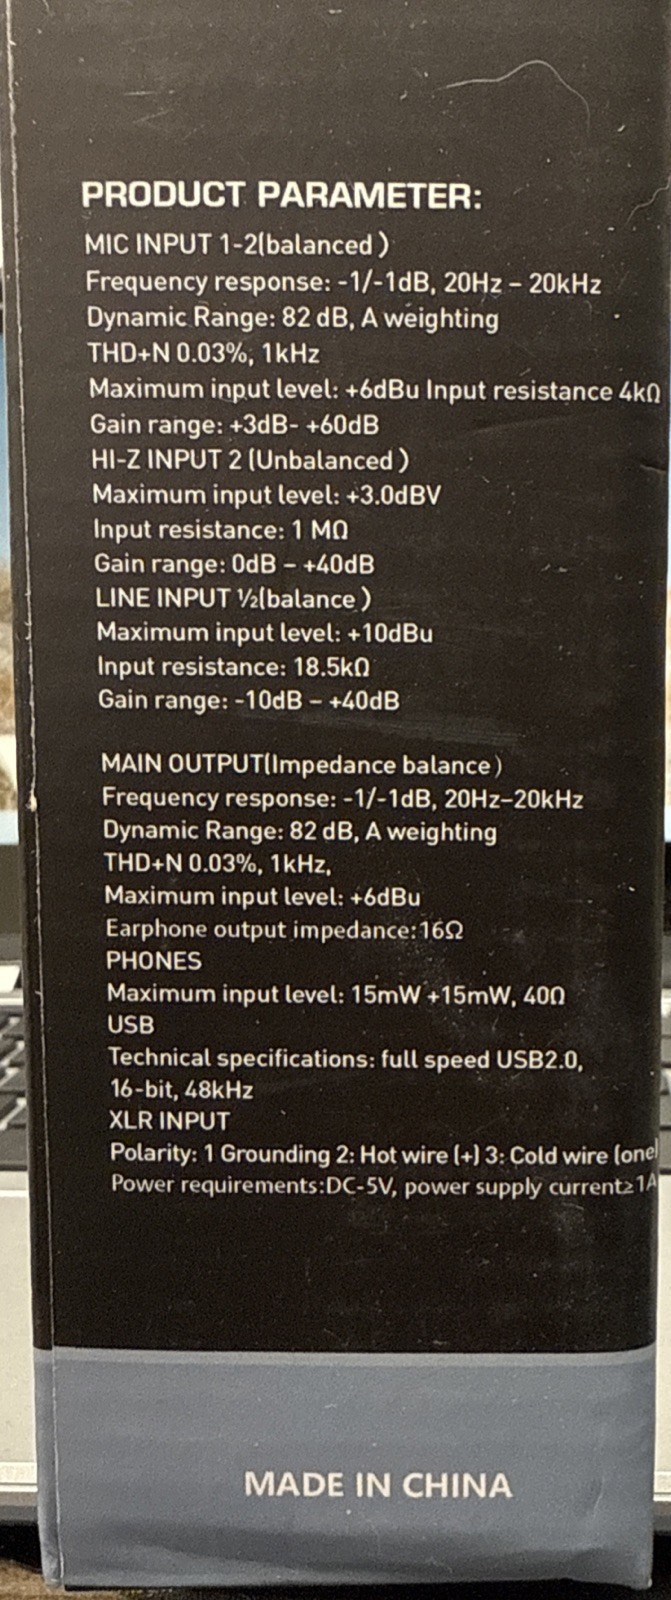 PRODUCT PARAMETER:
MIC INPUT 1-2(balanced)
Frequency response: -1/-1dB, 20Hz – 20kHz
Dynamic Range: 82 dB, A weighting
THD+N 0.03%, 1kHz
Maximum input level: +6dBu Input resistance 4kΩ
Gain range: +3dB- +60dB
HI-Z INPUT 2 (Unbalanced)
Maximum input level: +3.0dBV
Input resistance: 1 MΩ
Gain range: 0dB – +40dB
LINE INPUT ½(balance)
Maximum input level: +10dBu
Input resistance: 18.5kΩ
Gain range: -10dB – +40dB
MAIN OUTPUT(Impedance balance)
Frequency response: -1/-1dB, 20Hz–20kHz
Dynamic Range: 82 dB, A weighting
THD+N 0.03%, 1kHz,
Maximum input level: +6dBu
Earphone output impedance:16Ω
PHONES
Maximum input level: 15mW +15mW, 40Ω
USB
Technical specifications: full speed USB2.0,
16-bit, 48kHz
XLR INPUT
Polarity: 1 Grounding 2: Hot wire (+) 3: Cold wire (one)
Power requirements:DC-5V, power supply current≥1A
MADE IN CHINA